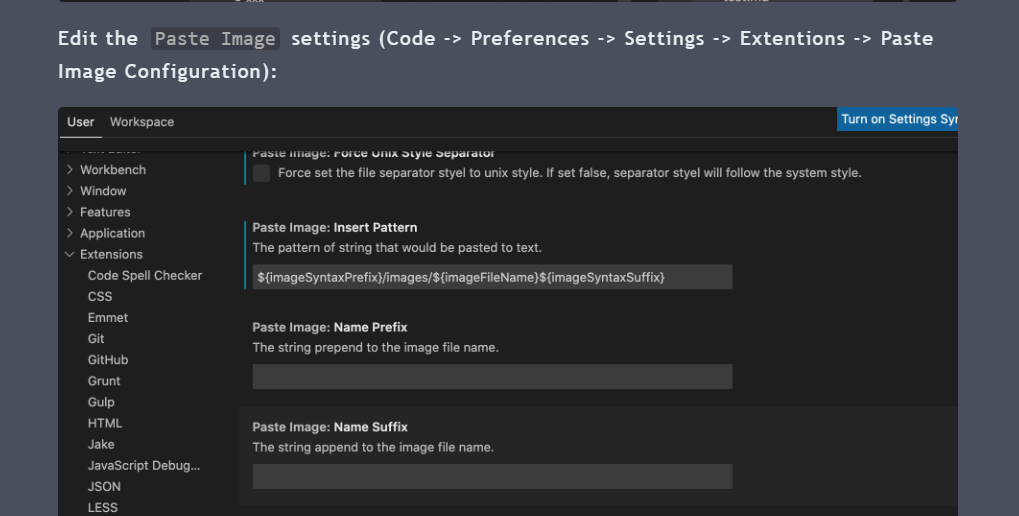 Edit the Paste Image settings (Code -> Preferences -> Settings -> Extentions -> Paste
Image Configuration):
User Workspace
Turn on Settings Syn
Paste Image: Force Unix Style Separator
Workbench
Force set the file separator styel to unix style. If set false, separator styel will follow the system style.
Window
Features
Paste Image: Insert Pattern
Application
The pattern of string that would be pasted to text.
Extensions
Code Spell Checker
${imageSyntaxPrefix}/images/${imageFileName}${imageSyntaxSuffix}
CSS
Emmet
Paste Image: Name Prefix
Git
The string prepend to the image file name.
GitHub
Grunt
Gulp
HTML
Paste Image: Name Suffix
Jake
The string append to the image file name.
JavaScript Debug...
JSON
LESS